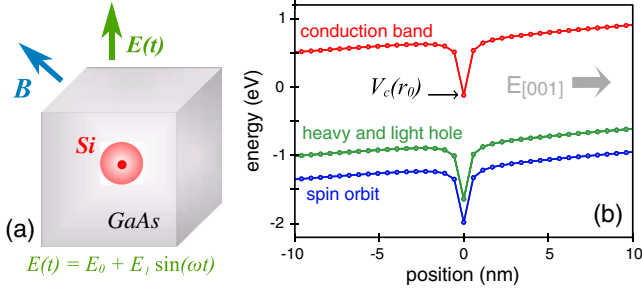 E(t)
B
Si
GaAs
(a)
E(t) = E₀ + E₁ sin(ωt)
energy (eV)
1
0
-1
-2
conduction band
V_c(r₀)
E[001]
heavy and light hole
spin orbit
(b)
-10 -5 0 5 10
position (nm)